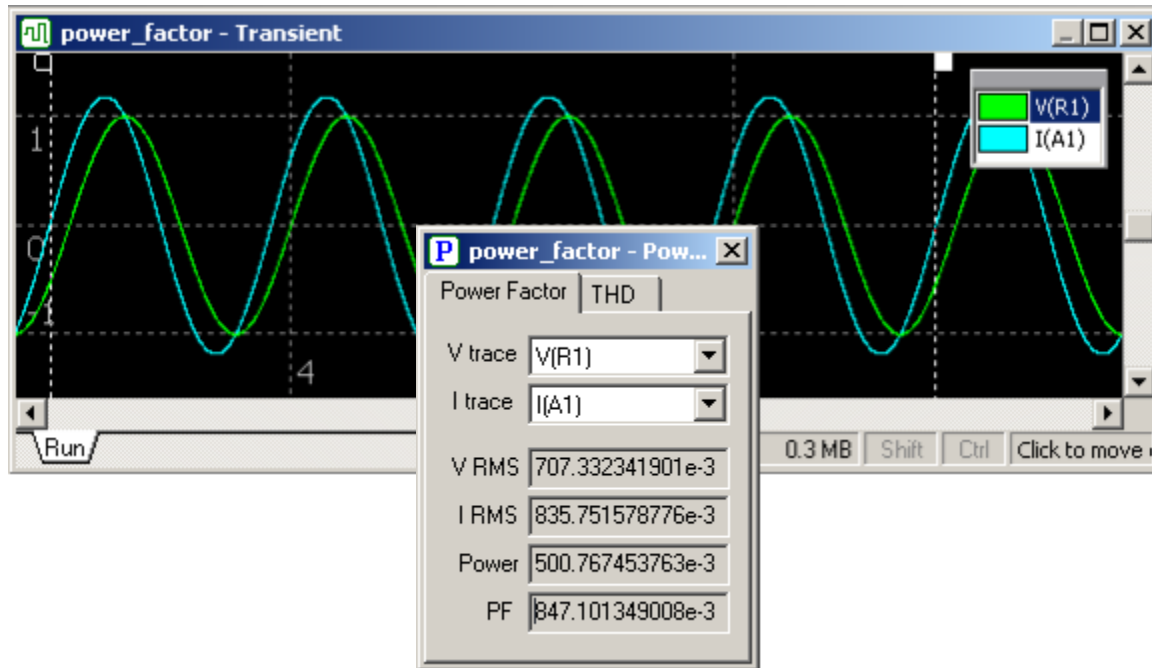 power_factor - Transient
V(R1)
I(A1)
1
0
-1
4
power_factor - Pow...
P
Power Factor
THD
V trace V(R1)
I trace I(A1)
V RMS 707.332341901e-3
I RMS 835.751578776e-3
Power 500.767453763e-3
PF 847.101349008e-3
Run
0.3 MB
Shift
Ctrl
Click to move